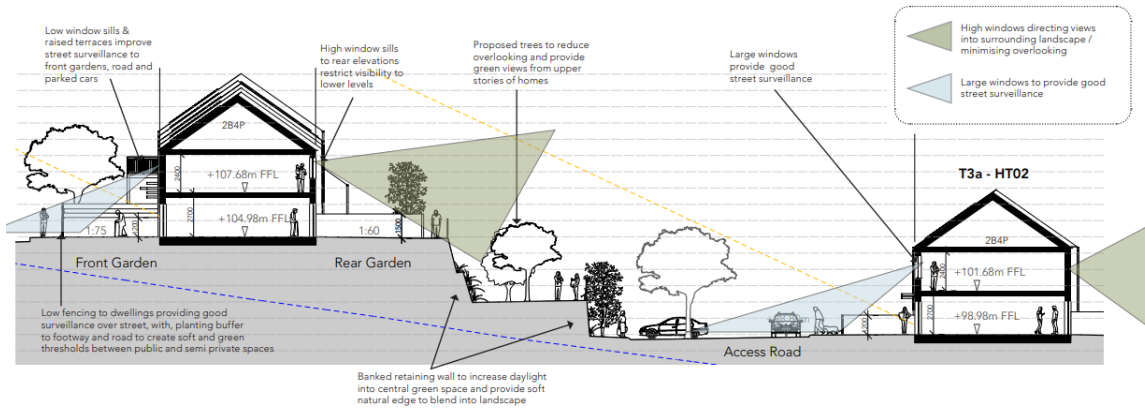 Low window sills &
raised terraces improve
street surveillance to
front gardens, road and
parked cars
High window sills
to rear elevations
restrict visibility to
lower levels
Proposed trees to reduce
overlooking and provide
green views from upper
stories of homes
Large windows
provide good
street surveillance
High windows directing views
into surrounding landscape /
minimising overlooking
Large windows to provide good
street surveillance
2B4P
2400
+107.68m FFL
2700
+104.98m FFL
1:75
1200
1:60
1500
Front Garden
Rear Garden
T3a - HT02
2B4P
2400
+101.68m FFL
2700
+98.98m FFL
1200
Access Road
Low fencing to dwellings providing good
surveillance over street, with, planting buffer
to footway and road to create soft and green
thresholds between public and semi private spaces
Banked retaining wall to increase daylight
into central green space and provide soft
natural edge to blend into landscape